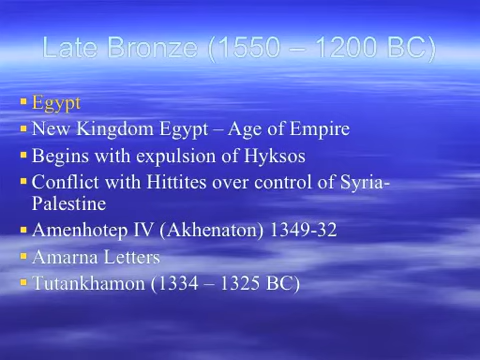 Late Bronze (1550 – 1200 BC)
Egypt
New Kingdom Egypt – Age of Empire
Begins with expulsion of Hyksos
Conflict with Hittites over control of Syria-
Palestine
Amenhotep IV (Akhenaton) 1349-32
Amarna Letters
Tutankhamon (1334 – 1325 BC)